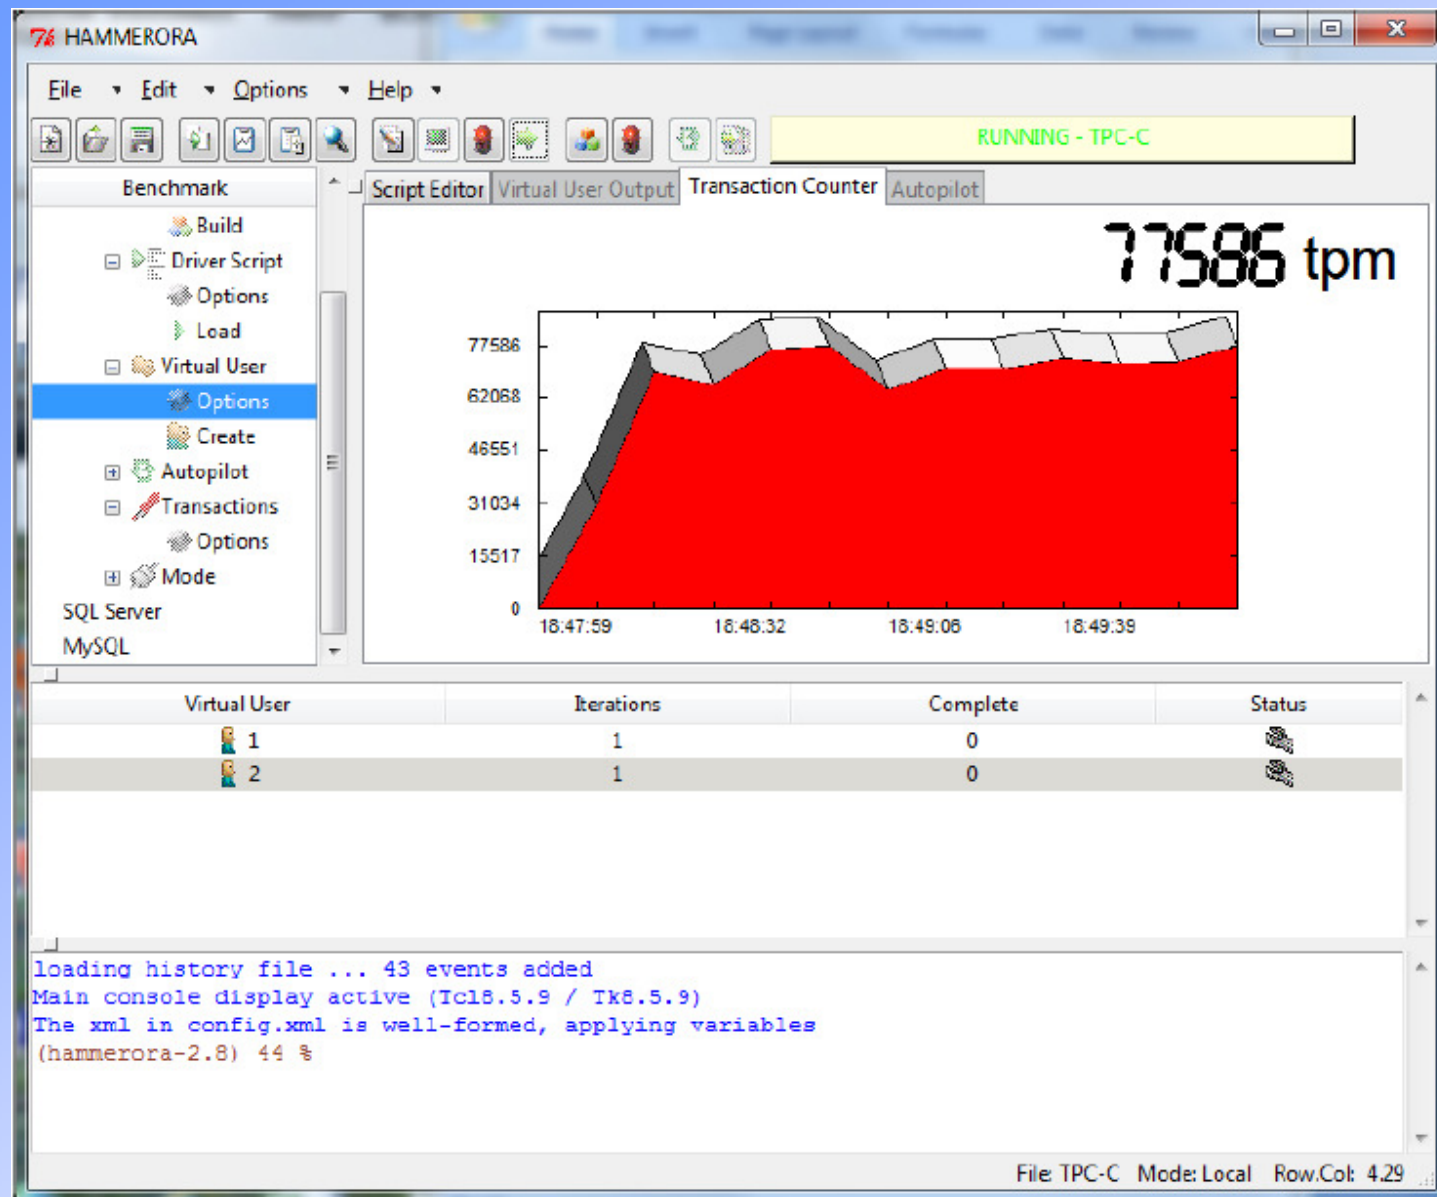 HAMMERORA
File Edit Options Help
RUNNING - TPC-C
Benchmark
Build
Driver Script
Options
Load
Virtual User
Options
Create
Autopilot
Transactions
Options
Mode
SQL Server
MySQL
Script Editor Virtual User Output Transaction Counter Autopilot
77586 tpm
77586
62068
46551
31034
15517
0
18:47:59 18:48:32 18:49:06 18:49:39
Virtual User Iterations Complete Status
1 1 0
2 1 0
loading history file ... 43 events added
Main console display active (Tcl8.5.9 / Tk8.5.9)
The xml in config.xml is well-formed, applying variables
(hammerora-2.8) 44 %
File: TPC-C Mode: Local Row.Col: 4.29